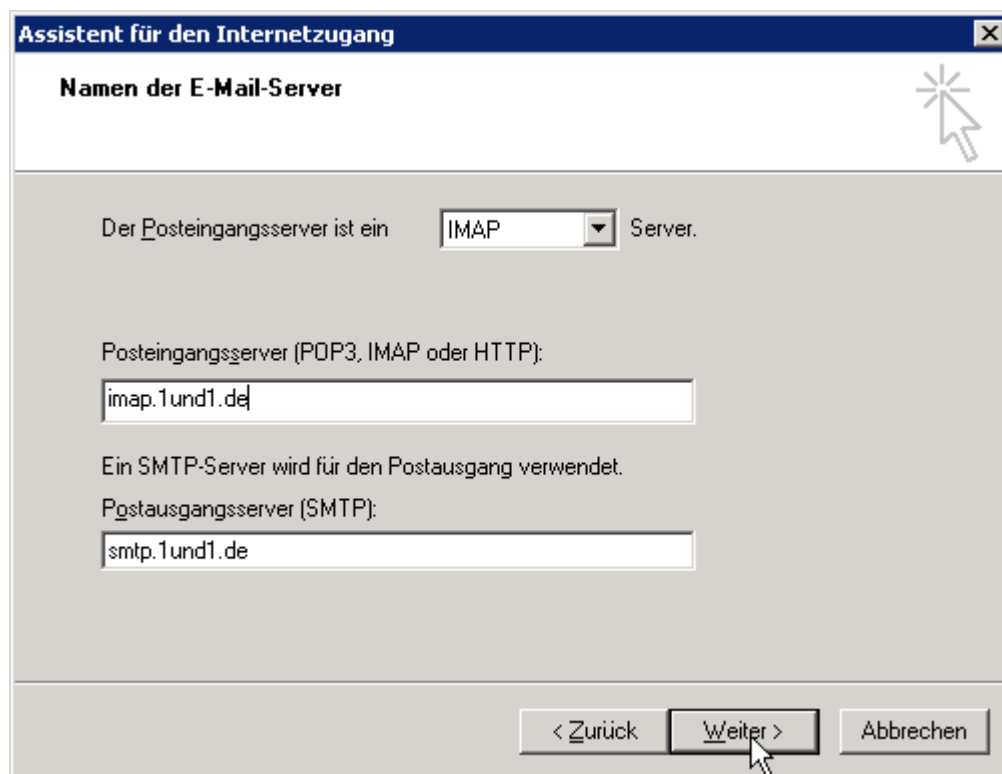 Assistent für den Internetzugang
Namen der E-Mail-Server
Der Posteingangsserver ist ein IMAP Server.
Posteingangsserver (POP3, IMAP oder HTTP):
imap.1und1.de
Ein SMTP-Server wird für den Postausgang verwendet.
Postausgangsserver (SMTP):
smtp.1und1.de
< Zurück Weiter > Abbrechen